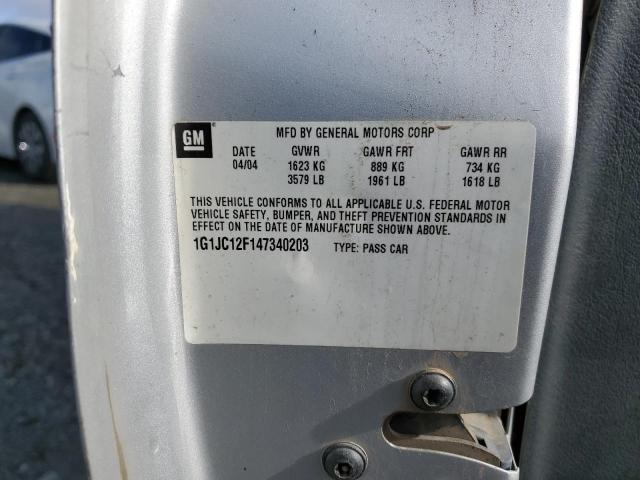 GM MFD BY GENERAL MOTORS CORP
DATE GVWR GAWR FRT GAWR RR
04/04 1623 KG 889 KG 734 KG
3579 LB 1961 LB 1618 LB
THIS VEHICLE CONFORMS TO ALL APPLICABLE U.S. FEDERAL MOTOR
VEHICLE SAFETY, BUMPER, AND THEFT PREVENTION STANDARDS IN
EFFECT ON THE DATE OF MANUFACTURE SHOWN ABOVE.
1G1JC12F147340203 TYPE: PASS CAR